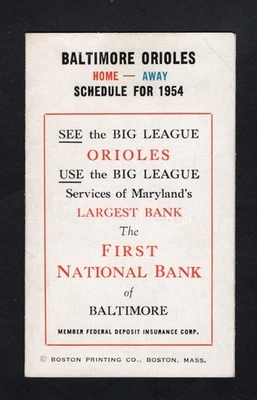 BALTIMORE ORIOLES
HOME — AWAY
SCHEDULE FOR 1954
SEE the BIG LEAGUE
ORIOLES
USE the BIG LEAGUE
Services of Maryland's
LARGEST BANK
The
FIRST
NATIONAL BANK
of
BALTIMORE
MEMBER FEDERAL DEPOSIT INSURANCE CORP.
© BOSTON PRINTING CO., BOSTON, MASS.